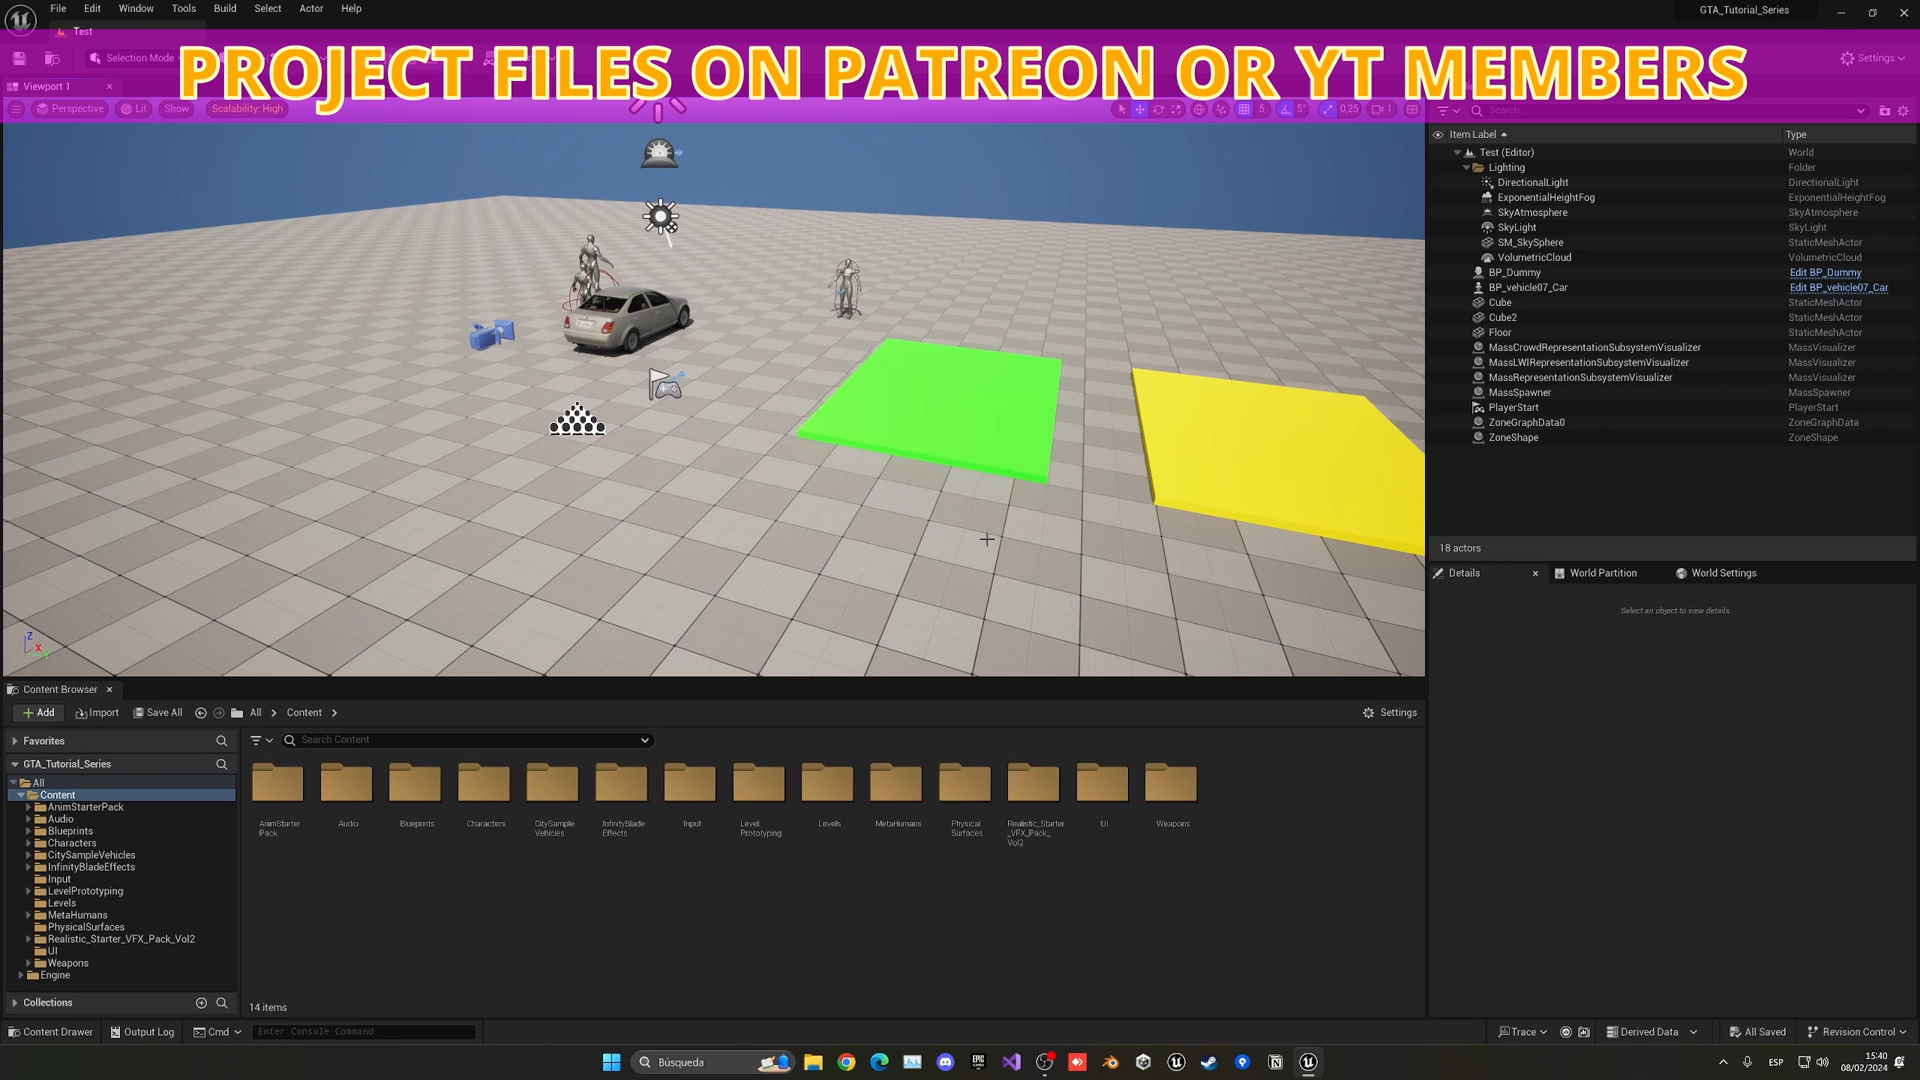 File Edit Window Tools Build Select Actor Help
GTA_Tutorial_Series
Test
Selection Mode
Settings
PROJECT FILES ON PATREON OR YT MEMBERS
Viewport 1
Perspective Lit Show Scalability: High
5 5° 0,25 1
Search...
Item Label Type
Test (Editor) World
Lighting Folder
DirectionalLight DirectionalLight
ExponentialHeightFog ExponentialHeightFog
SkyAtmosphere SkyAtmosphere
SkyLight SkyLight
SM_SkySphere StaticMeshActor
VolumetricCloud VolumetricCloud
BP_Dummy Edit BP_Dummy
BP_vehicle07_Car Edit BP_vehicle07_Car
Cube StaticMeshActor
Cube2 StaticMeshActor
Floor StaticMeshActor
MassCrowdRepresentationSubsystemVisualizer MassVisualizer
MassLWIRepresentationSubsystemVisualizer MassVisualizer
MassRepresentationSubsystemVisualizer MassVisualizer
MassSpawner MassSpawner
PlayerStart PlayerStart
ZoneGraphData0 ZoneGraphData
ZoneShape ZoneShape
18 actors
Details World Partition World Settings
Select an object to view details.
Z
X
Y
Content Browser
Add Import Save All All Content Settings
Favorites
Search Content
GTA_Tutorial_Series
All
Content
AnimStarterPack
Audio
Blueprints
Characters
CitySampleVehicles
InfinityBladeEffects
Input
LevelPrototyping
Levels
MetaHumans
PhysicalSurfaces
Realistic_Starter_VFX_Pack_Vol2
UI
Weapons
Engine
AnimStarter
Pack
Audio
Blueprints
Characters
CitySample
Vehicles
InfinityBlade
Effects
Input
Level
Prototyping
Levels
MetaHumans
Physical
Surfaces
Realistic_Starter
_VFX_Pack_
Vol2
UI
Weapons
Collections
14 items
Content Drawer Output Log Cmd Enter Console Command
Trace Derived Data All Saved Revision Control
Búsqueda
EPIC
GAMES
ESP
15:40
08/02/2024